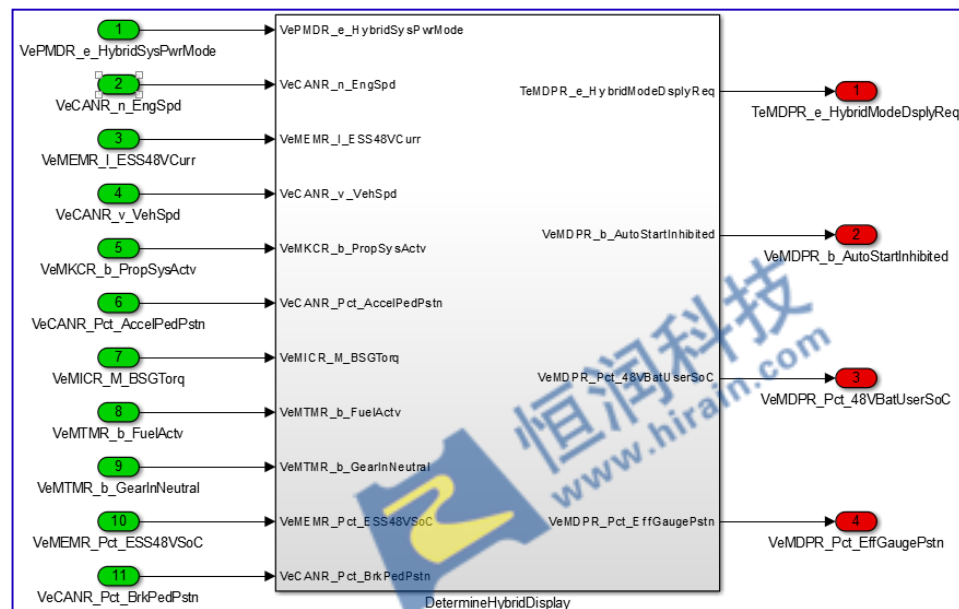 1
VePMDR_e_HybridSysPwrMode
2
VeCANR_n_EngSpd
3
VeMEMR_I_ESS48VCurr
4
VeCANR_v_VehSpd
5
VeMKCR_b_PropSysActv
6
VeCANR_Pct_AccelPedPstn
7
VeMICR_M_BSGTorq
8
VeMTMR_b_FuelActv
9
VeMTMR_b_GearInNeutral
10
VeMEMR_Pct_ESS48VSoC
11
VeCANR_Pct_BrkPedPstn
VePMDR_e_HybridSysPwrMode
VeCANR_n_EngSpd
VeMEMR_I_ESS48VCurr
VeCANR_v_VehSpd
VeMKCR_b_PropSysActv
VeCANR_Pct_AccelPedPstn
VeMICR_M_BSGTorq
VeMTMR_b_FuelActv
VeMTMR_b_GearInNeutral
VeMEMR_Pct_ESS48VSoC
VeCANR_Pct_BrkPedPstn
TeMDPR_e_HybridModeDsplyReq
VeMDPR_b_AutoStartInhibited
VeMDPR_Pct_48VBatUserSoC
VeMDPR_Pct_EffGaugePstn
DetermineHybridDisplay
1
TeMDPR_e_HybridModeDsplyReq
2
VeMDPR_b_AutoStartInhibited
3
VeMDPR_Pct_48VBatUserSoC
4
VeMDPR_Pct_EffGaugePstn
恒润科技
www.hirain.com